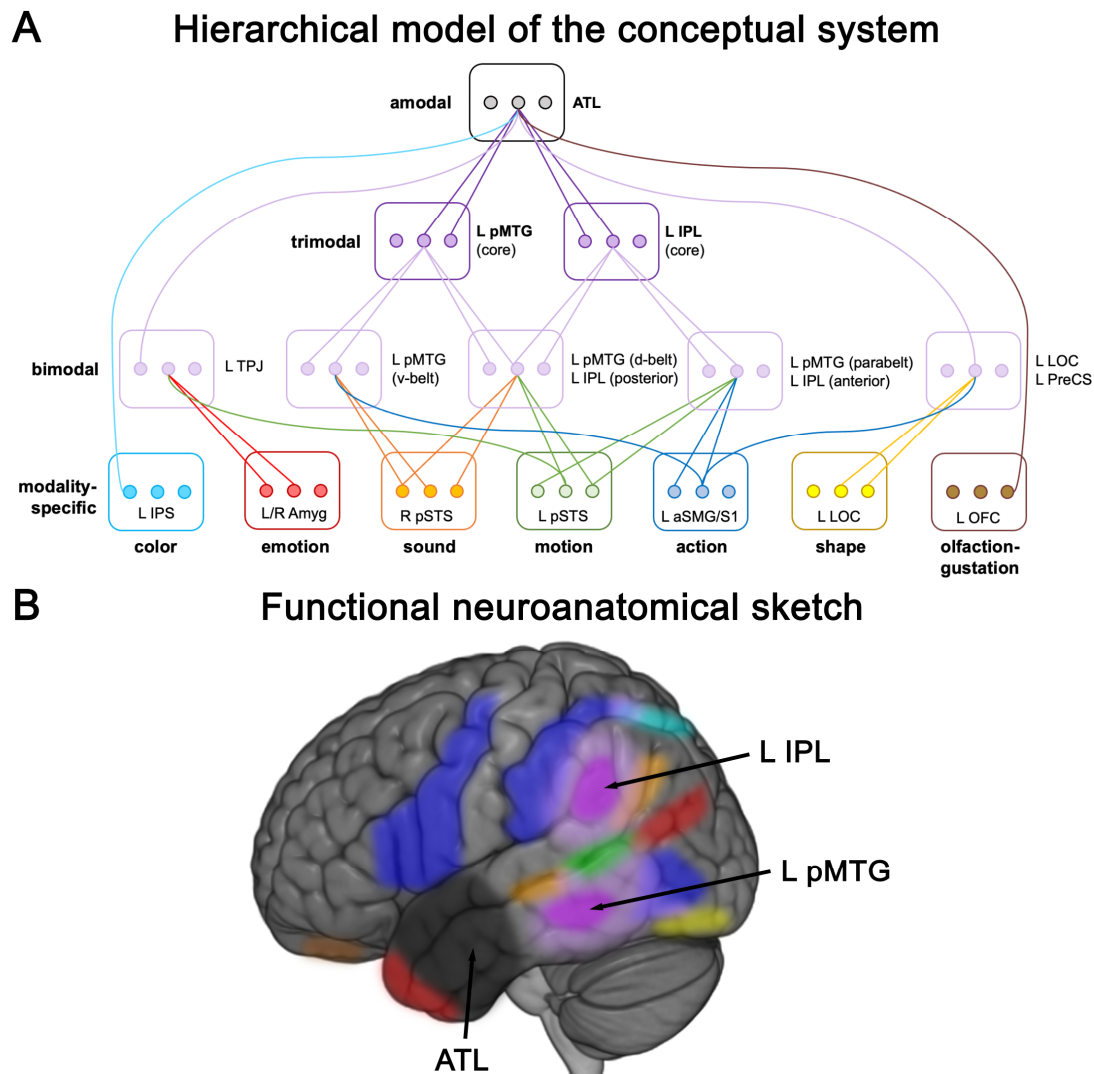 A
Hierarchical model of the conceptual system
amodal
ATL
trimodal
L pMTG
(core)
L IPL
(core)
bimodal
L TPJ
L pMTG
(v-belt)
L pMTG (d-belt)
L IPL (posterior)
L pMTG (parabelt)
L IPL (anterior)
L LOC
L PreCS
modality-
specific
L IPS
L/R Amyg
R pSTS
L pSTS
L aSMG/S1
L LOC
L OFC
color
emotion
sound
motion
action
shape
olfaction-
gustation
B
Functional neuroanatomical sketch
L IPL
L pMTG
ATL